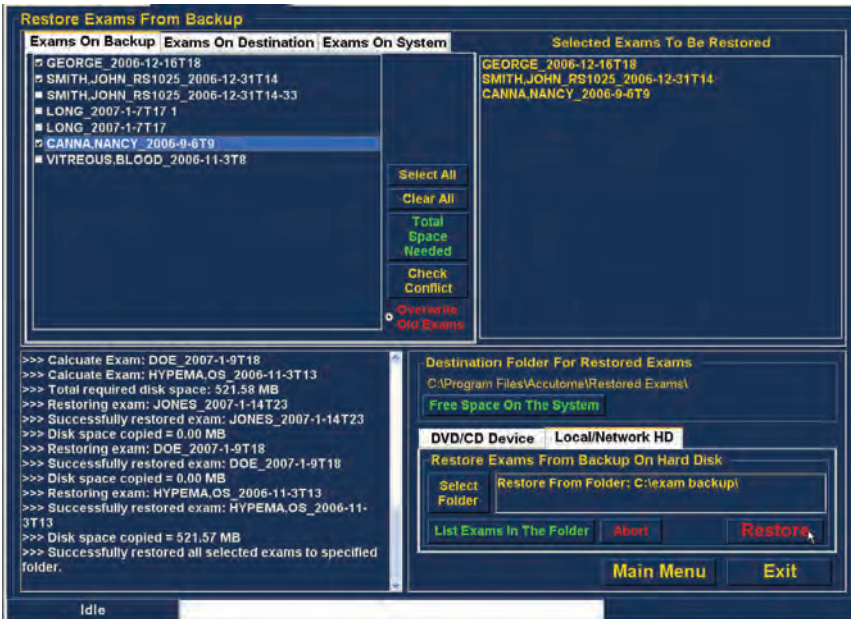 Restore Exams From Backup
Exams On Backup Exams On Destination Exams On System
GEORGE_2006-12-16T18
SMITH,JOHN_RS1025_2006-12-31T14
SMITH,JOHN_RS1025_2006-12-31T14-33
LONG_2007-1-7T17 1
LONG_2007-1-7T17
CANNA,NANCY_2006-9-6T9
VITREOUS,BLOOD_2006-11-3T8
Select All
Clear All
Total
Space
Needed
Check
Conflict
Overwrite
Old Exams
Selected Exams To Be Restored
GEORGE_2006-12-16T18
SMITH,JOHN_RS1025_2006-12-31T14
CANNA,NANCY_2006-9-6T9
>>> Calcuate Exam: DOE_2007-1-9T18
>>> Calcuate Exam: HYPEMA,OS_2006-11-3T13
>>> Total required disk space: 521.58 MB
>>> Restoring exam: JONES_2007-1-14T23
>>> Successfully restored exam: JONES_2007-1-14T23
>>> Disk space copied = 0.00 MB
>>> Restoring exam: DOE_2007-1-9T18
>>> Successfully restored exam: DOE_2007-1-9T18
>>> Disk space copied = 0.00 MB
>>> Restoring exam: HYPEMA,OS_2006-11-3T13
>>> Successfully restored exam: HYPEMA,OS_2006-11-
3T13
>>> Disk space copied = 521.57 MB
>>> Successfully restored all selected exams to specified
folder.
Destination Folder For Restored Exams
C:\Program Files\Accutome\Restored Exams\
Free Space On The System
DVD/CD Device Local/Network HD
Restore Exams From Backup On Hard Disk
Select
Folder
Restore From Folder: C:\exam backup\
List Exams In The Folder Abort Restore
Main Menu Exit
Idle